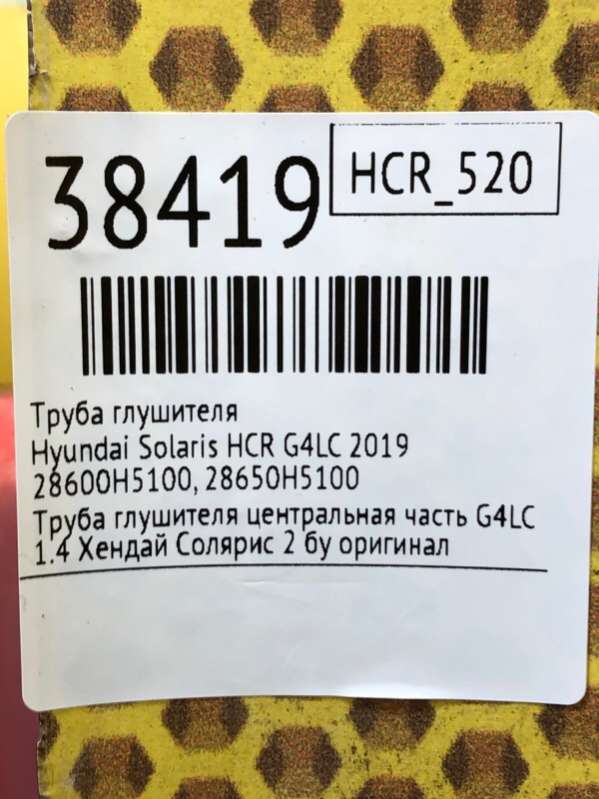 38419
HCR_520
Труба глушителя
Hyundai Solaris HCR G4LC 2019
28600H5100, 28650H5100
Труба глушителя центральная часть G4LC
1.4 Хендай Солярис 2 бу оригинал